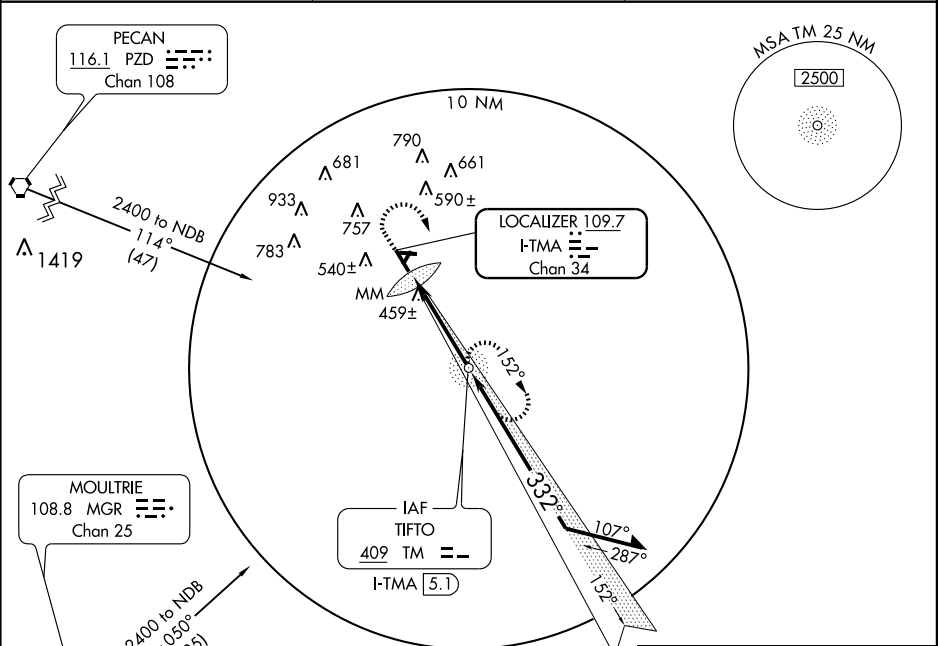 PECAN
116.1 PZD
Chan 108
MSA TM 25 NM
2500
10 NM
790
681
661
933
590±
757
783
540±
2400 to NDB
114°
(47)
1419
LOCALIZER 109.7
I-TMA
Chan 34
MM
459±
152°
MOULTRIE
108.8 MGR
Chan 25
IAF
TIFTO
409 TM
I-TMA 5.1
332°
107°
287°
152°
2400 to NDB
050°